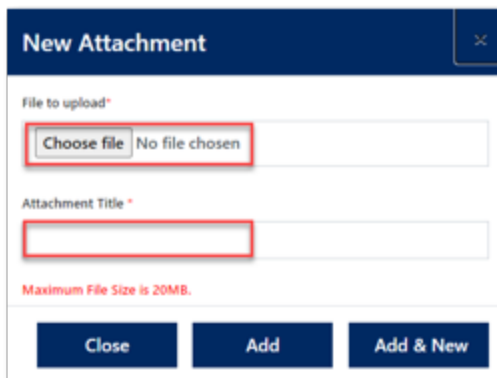 New Attachment ×
File to upload*
Choose file No file chosen
Attachment Title *
Maximum File Size is 20MB.
Close Add Add & New